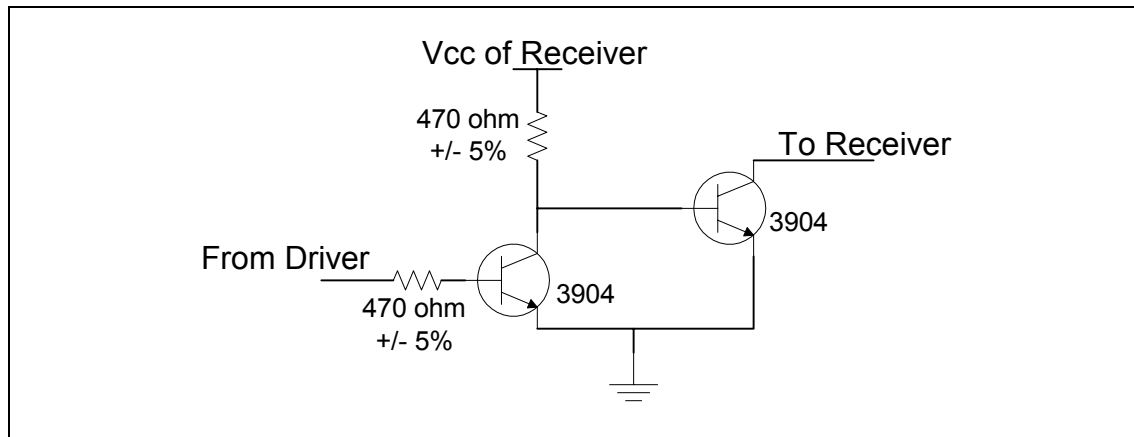 Vcc of Receiver
470 ohm
+/- 5%
To Receiver
3904
From Driver
3904
470 ohm
+/- 5%